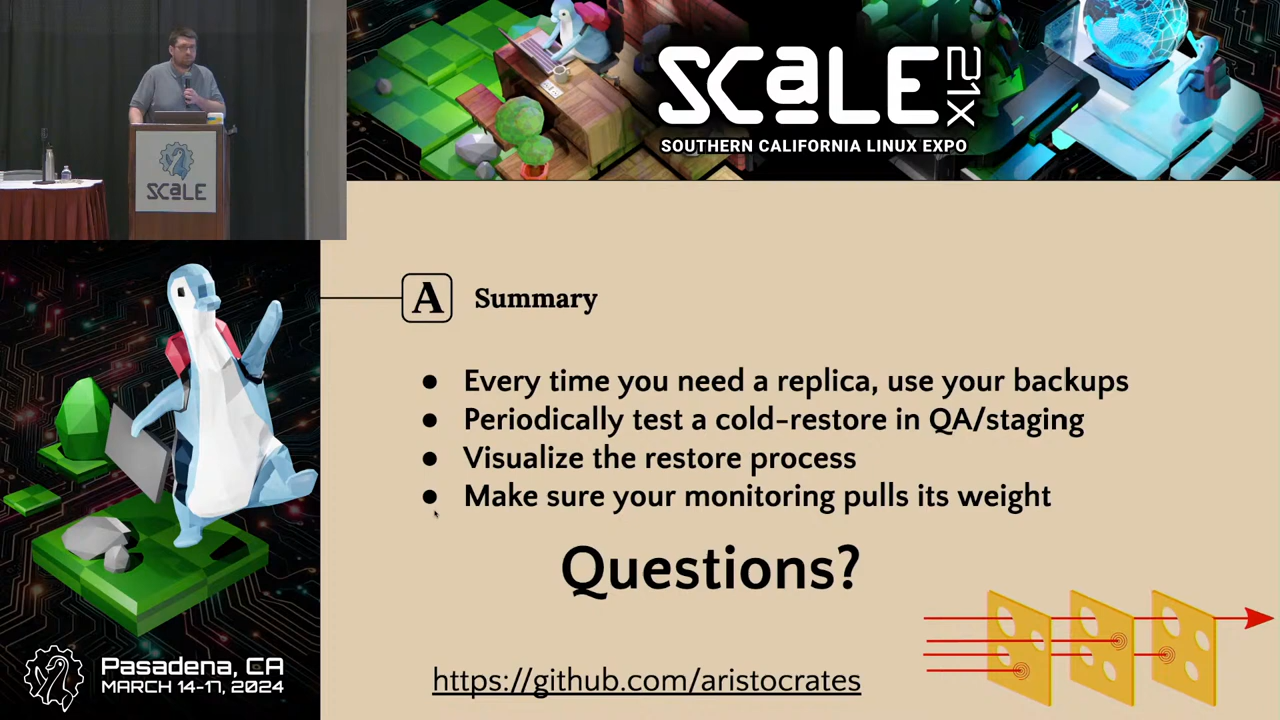 SCALE
SCaLE 21X
SOUTHERN CALIFORNIA LINUX EXPO
A Summary
● Every time you need a replica, use your backups
● Periodically test a cold-restore in QA/staging
● Visualize the restore process
● Make sure your monitoring pulls its weight
Questions?
https://github.com/aristocrates
Pasadena, CA
MARCH 14-17, 2024